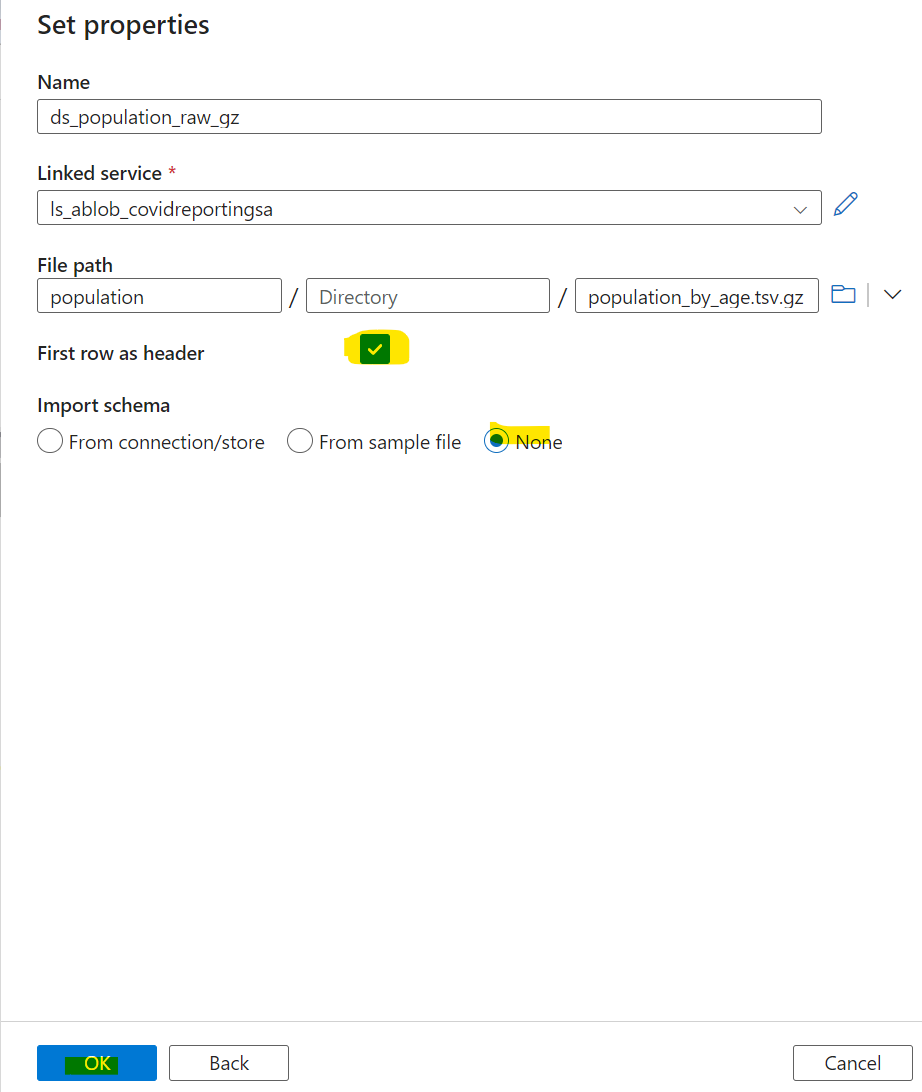 Set properties
Name
ds_population_raw_gz
Linked service *
ls_ablob_covidreportingsa
File path
population / Directory / population_by_age.tsv.gz
First row as header
Import schema
From connection/store From sample file None
OK Back Cancel